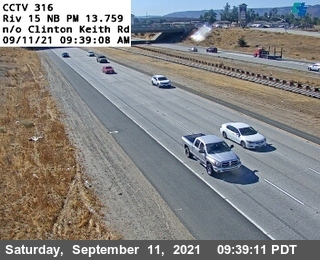 CCTV 316
Riv 15 NB PM 13.759
n/o Clinton Keith Rd
09/11/21 09:39:08 AM
Saturday, September 11, 2021 09:39:11 PDT